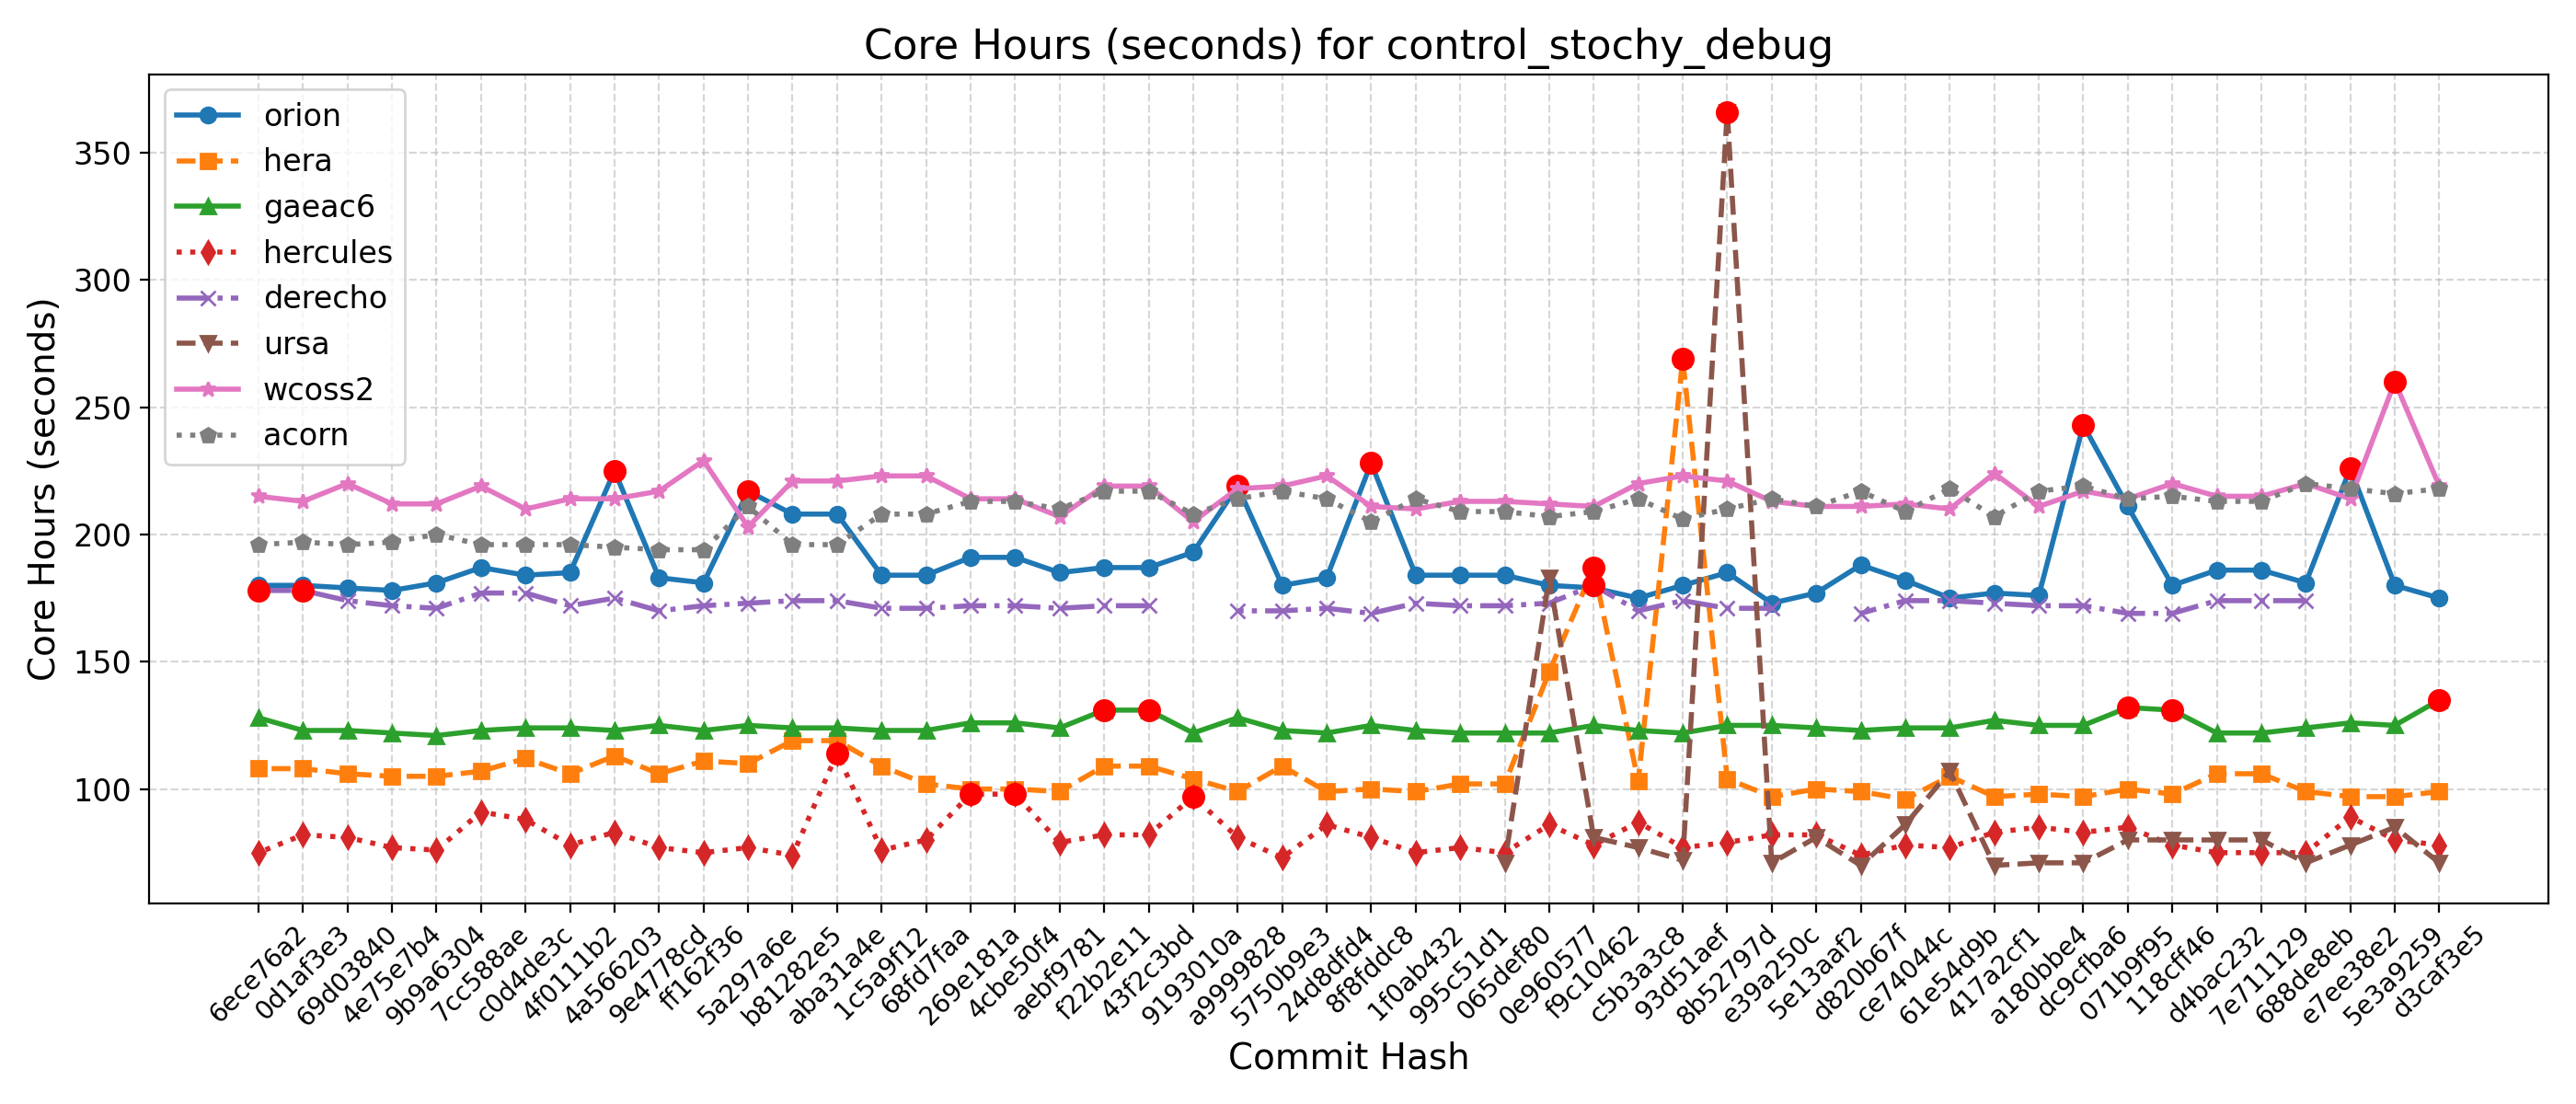 Core Hours (seconds) for control_stochy_debug
orion
hera
gaeac6
hercules
derecho
ursa
wcoss2
acorn
Core Hours (seconds)
350
300
250
200
150
100
6ece76a2
0d1af3e3
69d03840
4e75e7b4
9b9a6304
7cc588ae
c0d4de3c
4f0111b2
4a566203
9e4778cd
ff162f36
5a297a6e
b81282e5
aba31a4e
1c5a9f12
68fd7faa
269e181a
4cbe50f4
aebf9781
f22b2e11
43f2c3bd
9193010a
a9999828
5750b9e3
24d8dfd4
8f8fddc8
1f0ab432
995c51d1
065def80
0e960577
f9c10462
c5b3a3c8
93d51aef
8b52797d
e39a250c
5e13aaf2
d820b67f
ce74044c
61e54d9b
417a2cf1
a180bbe4
dc9cfba6
071b9f95
118cff46
d4bac232
7e711129
688de8eb
e7ee38e2
5e3a9259
d3caf3e5
Commit Hash